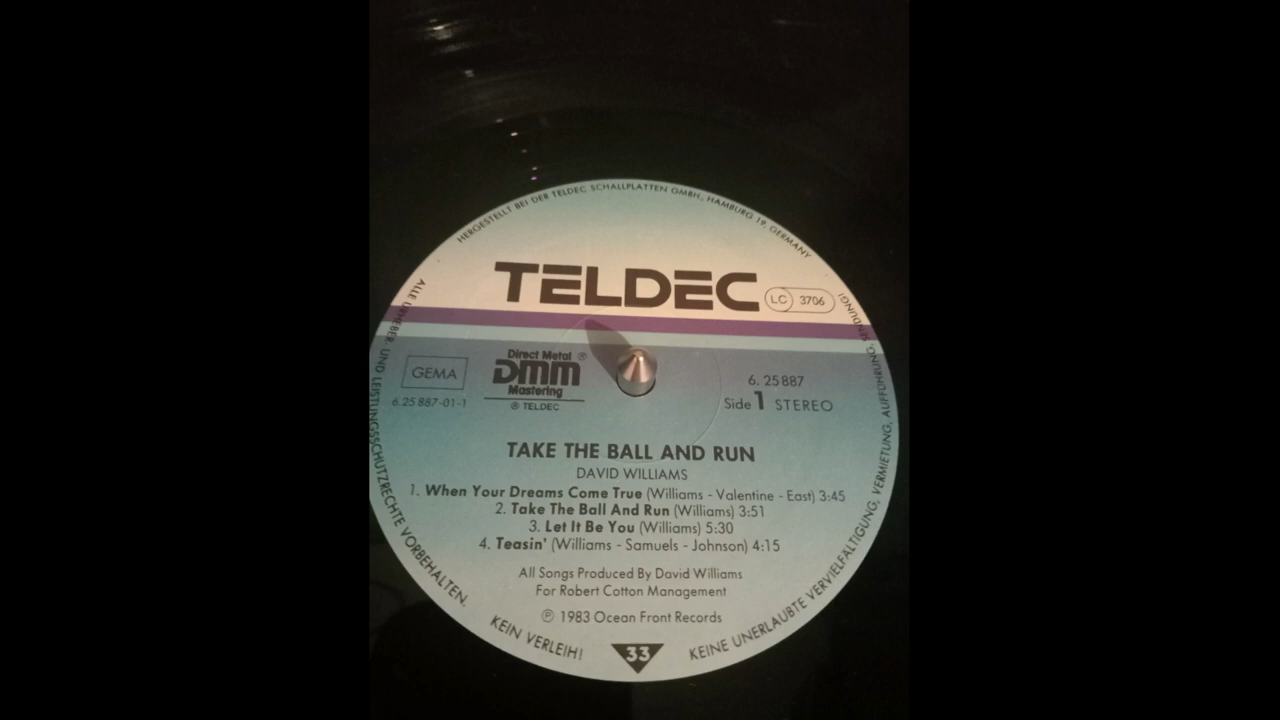 HERGESTELLT BEI DER TELDEC SCHALLPLATTEN GMBH., HAMBURG 19, GERMANY
TELDEC
LC 3706
GEMA
6.25 887-01-1
Direct Metal ®
DMM
Mastering
® TELDEC
6. 25 887
Side 1 STEREO
TAKE THE BALL AND RUN
DAVID WILLIAMS
1. When Your Dreams Come True (Williams - Valentine - East) 3:45
2. Take The Ball And Run (Williams) 3:51
3. Let It Be You (Williams) 5:30
4. Teasin' (Williams - Samuels - Johnson) 4:15
All Songs Produced By David Williams
For Robert Cotton Management
℗ 1983 Ocean Front Records
33
ALLE URHEBER- UND LEISTUNGSSCHUTZRECHTE VORBEHALTEN.
KEIN VERLEIH!
KEINE UNERLAUBTE VERVIELFÄLTIGUNG, VERMIETUNG, AUFFÜHRUNG, SENDUNG!